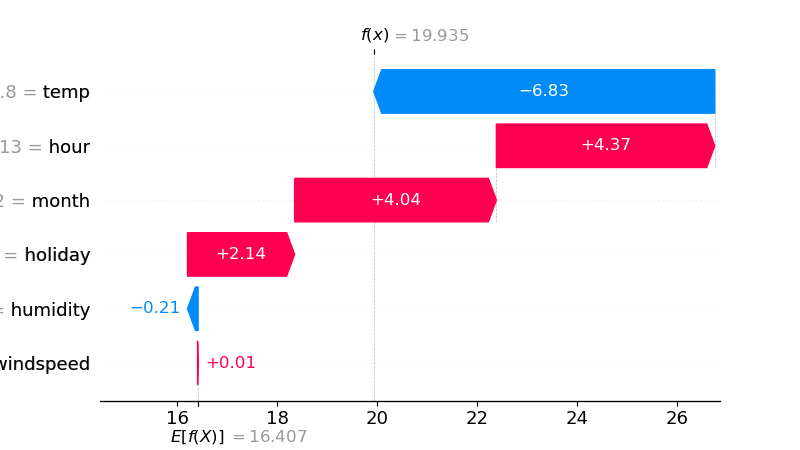 f(x) = 19.935
.8 = temp −6.83
13 = hour +4.37
2 = month +4.04
= holiday +2.14
= humidity −0.21
windspeed +0.01
16 18 20 22 24 26
E[f(X)] = 16.407